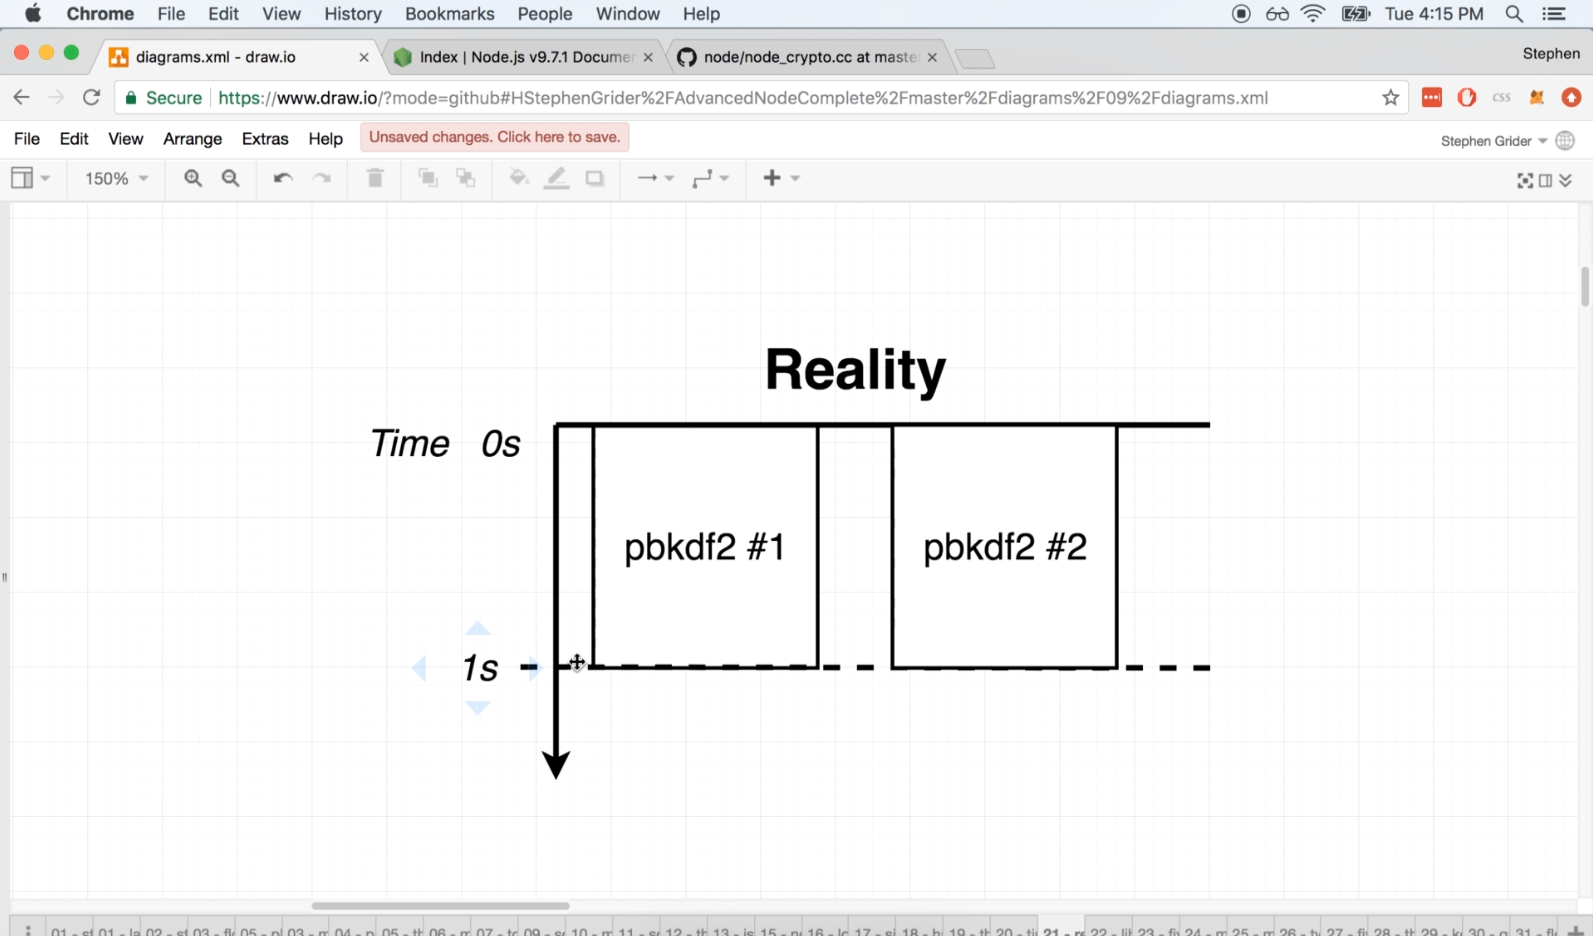 Chrome File Edit View History Bookmarks People Window Help Tue 4:15 PM
diagrams.xml - draw.io Index | Node.js v9.7.1 Documen node/node_crypto.cc at maste Stephen
Secure https://www.draw.io/?mode=github#HStephenGrider%2FAdvancedNodeComplete%2Fmaster%2Fdiagrams%2F09%2Fdiagrams.xml CSS
File Edit View Arrange Extras Help Unsaved changes. Click here to save. Stephen Grider
150%
Reality
Time 0s
pbkdf2 #1 pbkdf2 #2
1s